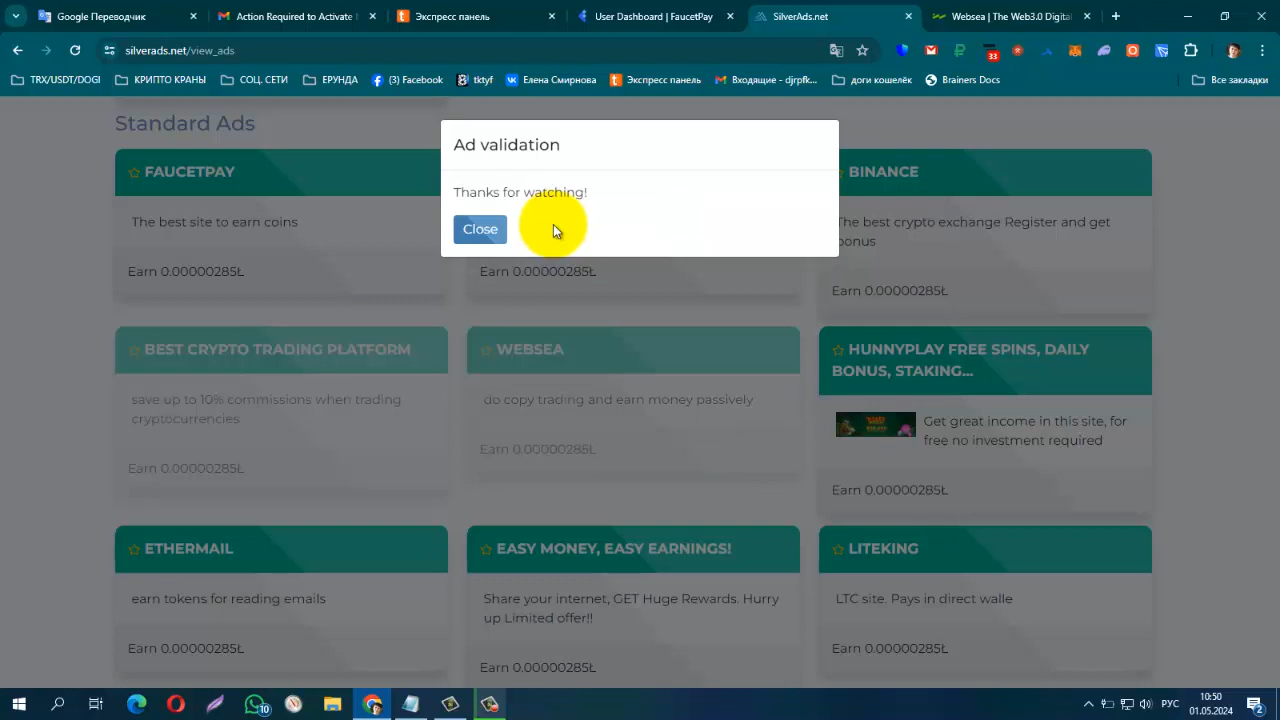 Google Переводчик
Action Required to Activate
Экспресс панель
User Dashboard | FaucetPay
SilverAds.net
Websea | The Web3.0 Digital
silverads.net/view_ads
33
TRX/USDT/DOGI
КРИПТО КРАНЫ
СОЦ. СЕТИ
ЕРУНДА
(3) Facebook
tktyf
Елена Смирнова
Экспресс панель
Входящие - djrpfk...
доги кошелёк
Brainers Docs
Все закладки
Standard Ads
Ad validation
Thanks for watching!
Close
FAUCETPAY
The best site to earn coins
Earn 0.00000285Ł
Earn 0.00000285Ł
BINANCE
The best crypto exchange Register and get
bonus
Earn 0.00000285Ł
BEST CRYPTO TRADING PLATFORM
save up to 10% commissions when trading
cryptocurrencies
Earn 0.00000285Ł
WEBSEA
do copy trading and earn money passively
Earn 0.00000285Ł
HUNNYPLAY FREE SPINS, DAILY
BONUS, STAKING...
Get great income in this site, for
free no investment required
Earn 0.00000285Ł
ETHERMAIL
earn tokens for reading emails
Earn 0.00000285Ł
EASY MONEY, EASY EARNINGS!
Share your internet, GET Huge Rewards. Hurry
up Limited offer!!
Earn 0.00000285Ł
LITEKING
LTC site. Pays in direct walle
Earn 0.00000285Ł
10
РУС
10:50
01.05.2024
2